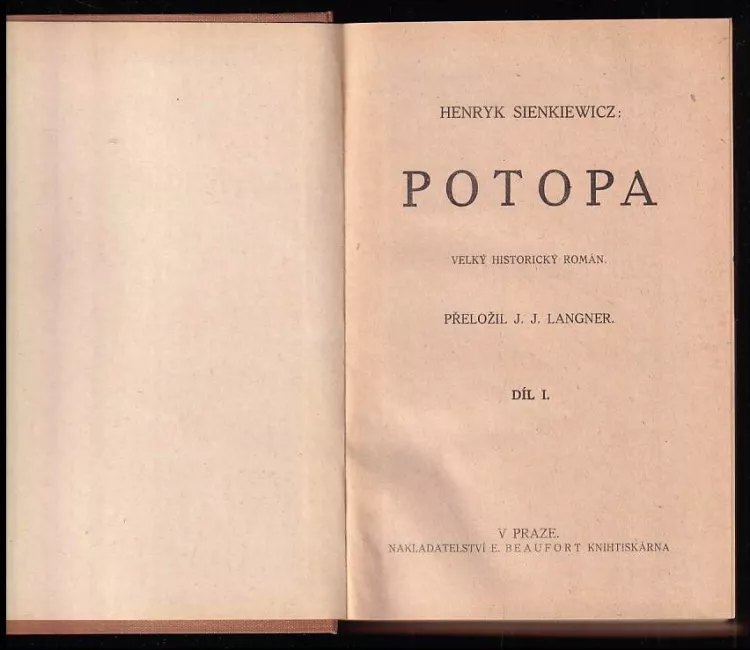 HENRYK SIENKIEWICZ:
POTOPA
VELKÝ HISTORICKÝ ROMÁN.
PŘELOŽIL J. J. LANGNER.
DÍL I.
V PRAZE.
NAKLADATELSTVÍ E. BEAUFORT KNIHTISKÁRNA